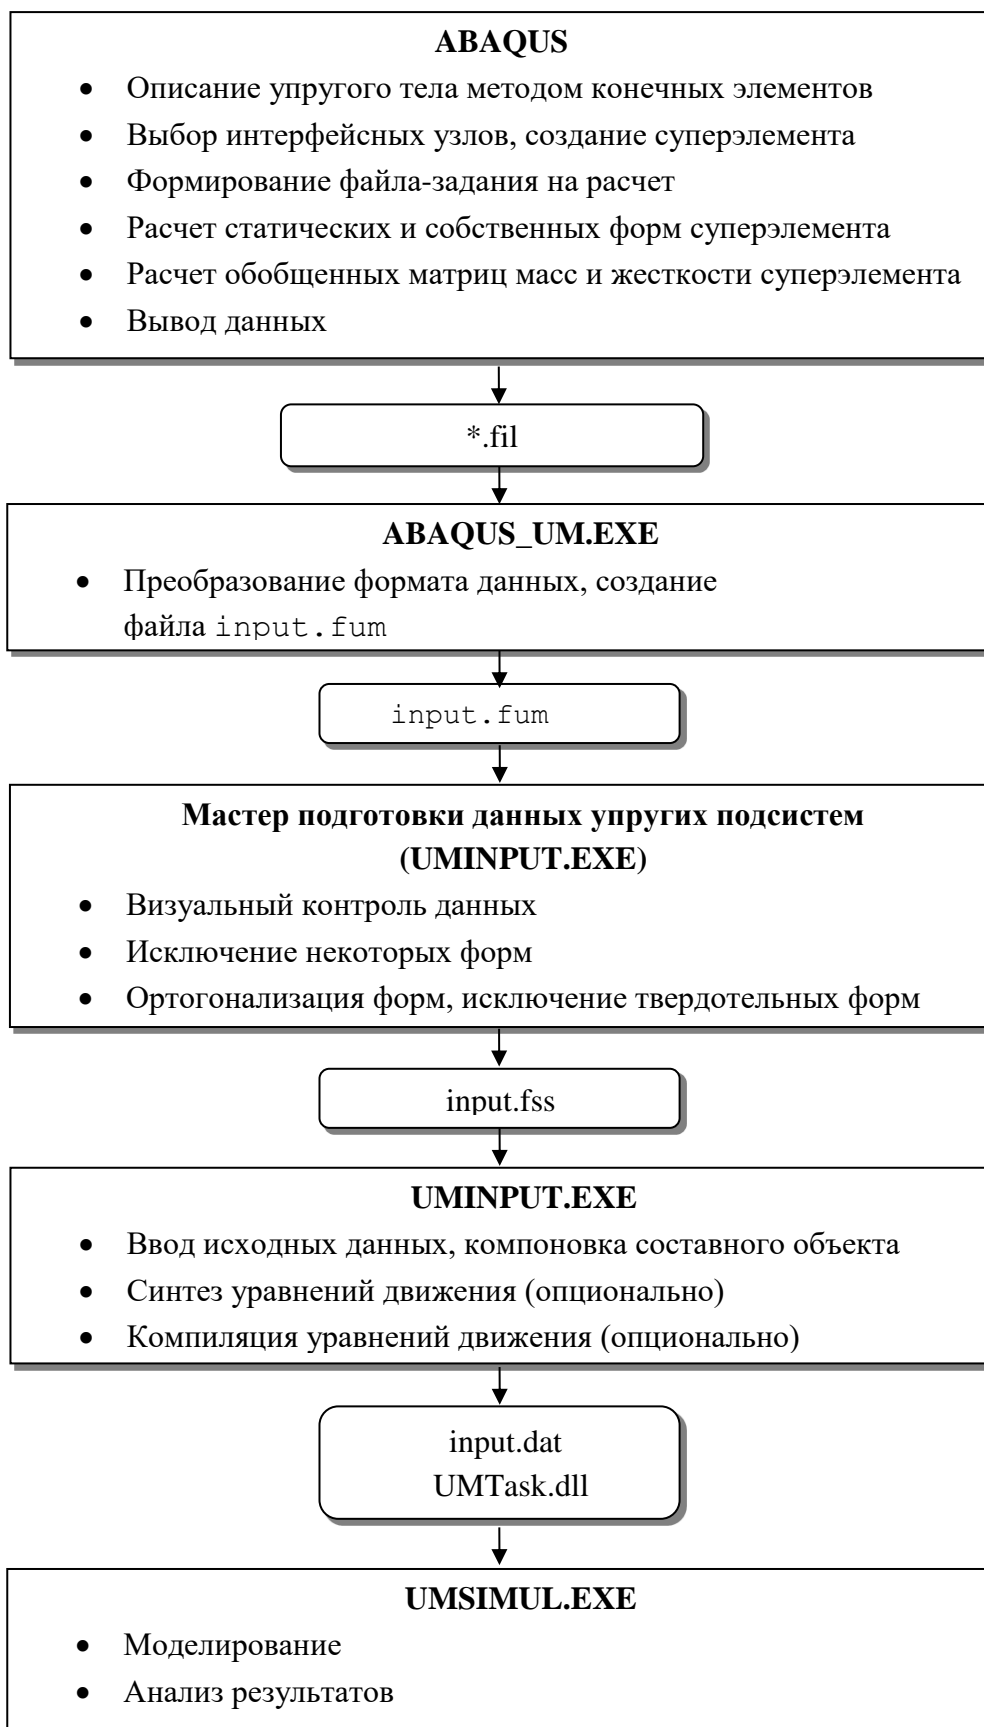 ABAQUS
• Описание упругого тела методом конечных элементов
• Выбор интерфейсных узлов, создание суперэлемента
• Формирование файла-задания на расчет
• Расчет статических и собственных форм суперэлемента
• Расчет обобщенных матриц масс и жесткости суперэлемента
• Вывод данных
*.fil
ABAQUS_UM.EXE
• Преобразование формата данных, создание
файла input.fum
input.fum
Мастер подготовки данных упругих подсистем
(UMINPUT.EXE)
• Визуальный контроль данных
• Исключение некоторых форм
• Ортогонализация форм, исключение твердотельных форм
input.fss
UMINPUT.EXE
• Ввод исходных данных, компоновка составного объекта
• Синтез уравнений движения (опционально)
• Компиляция уравнений движения (опционально)
input.dat
UMTask.dll
UMSIMUL.EXE
• Моделирование
• Анализ результатов